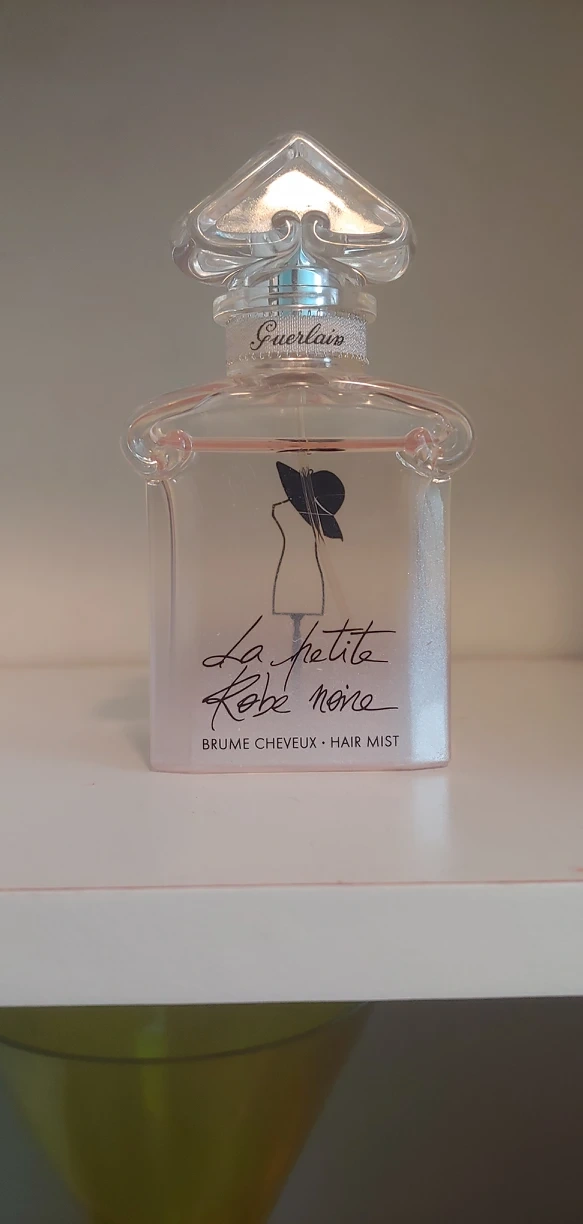 Guerlain
La petite
Robe noire
BRUME CHEVEUX • HAIR MIST